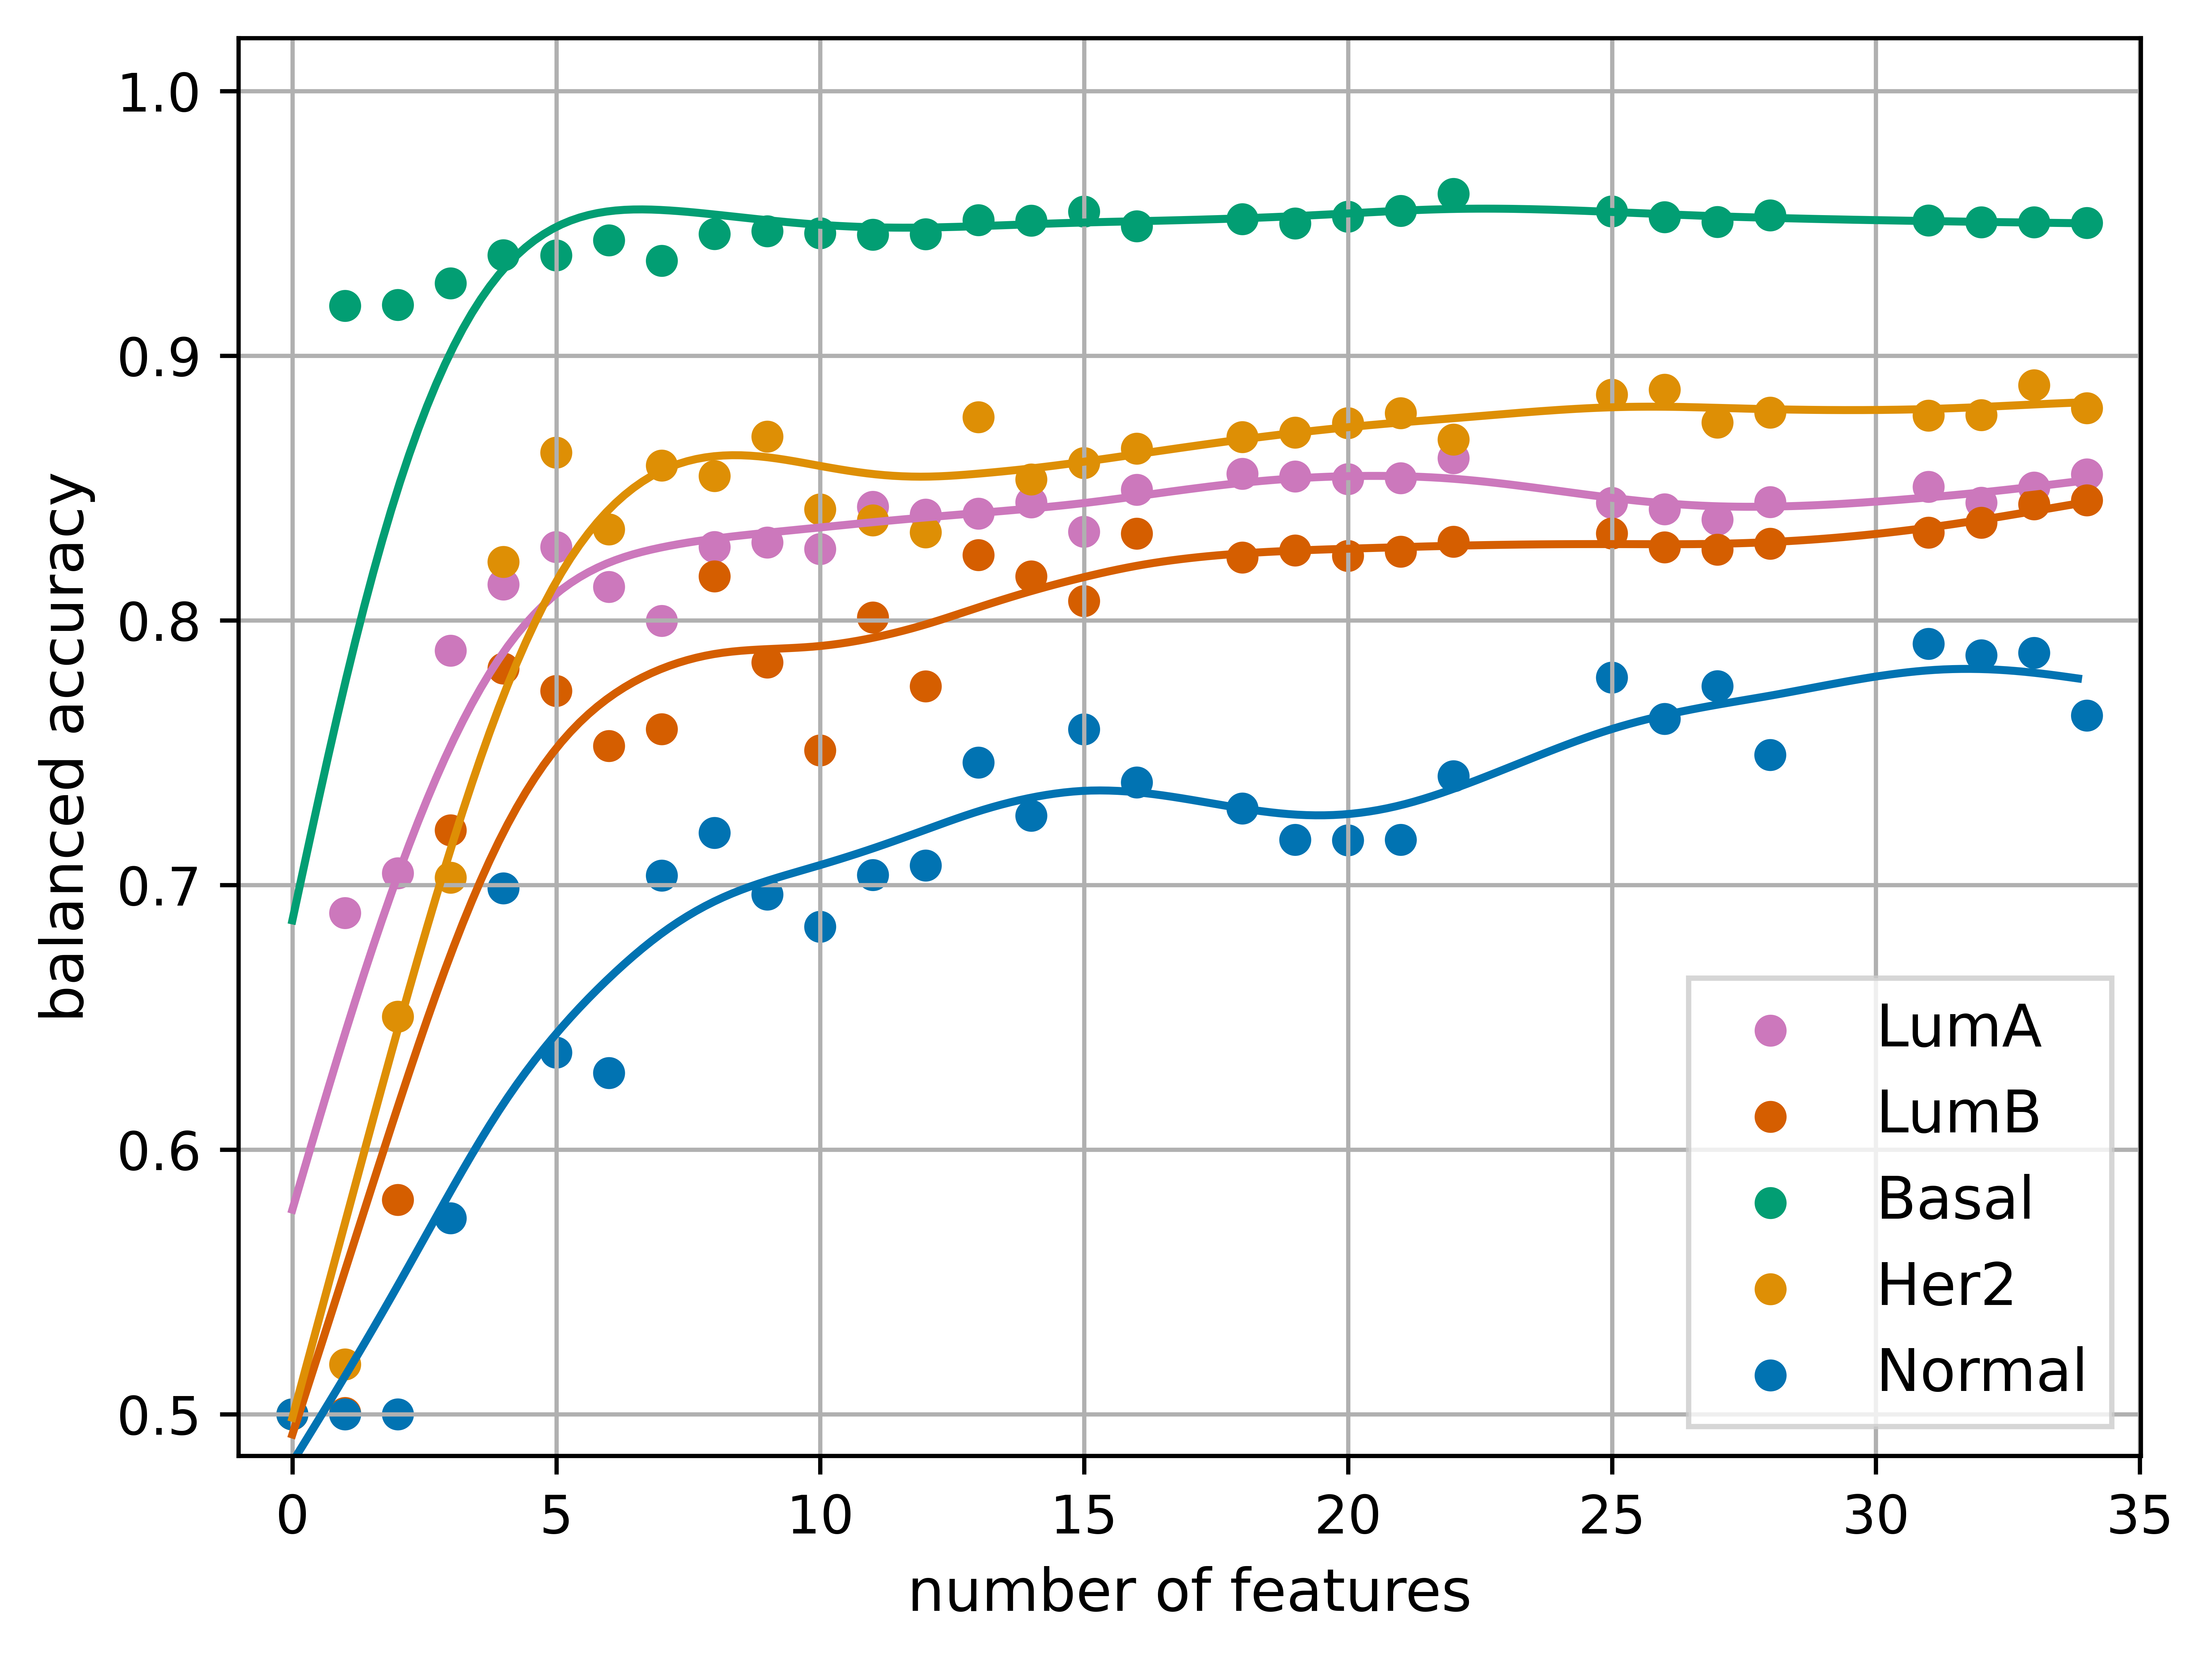 1.0
0.9
0.8
0.7
0.6
0.5
balanced accuracy
0 5 10 15 20 25 30 35
number of features
LumA
LumB
Basal
Her2
Normal